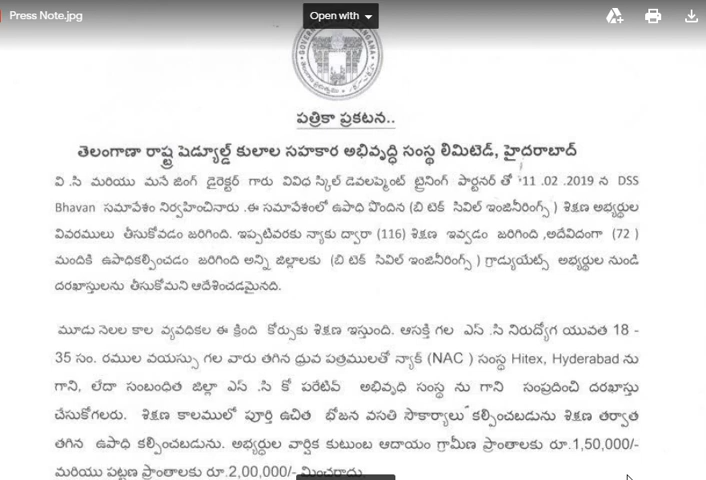 Press Note.jpg
Open with
పత్రికా ప్రకటన..
తెలంగాణా రాష్ట్ర షెడ్యూల్డ్ కులాల సహకార అభివృద్ధి సంస్థ లిమిటెడ్, హైదరాబాద్
వి .సి మరియు మనే జింగ్ డైరెక్టర్ గారు వివిధ స్కిల్ డెవలప్మెంట్ ట్రైనింగ్ పార్టనర్ తో 11 .02 .2019 న DSS
Bhavan సమావేశం నిర్వహించినారు .ఈ సమావేశంలో ఉపాధి పొందిన (బి టెక్ సివిల్ ఇంజినీరింగ్స్ ) శిక్షణ అభ్యర్థుల
వివరములు తీసుకోవడం జరిగింది. ఇప్పటివరకు న్యాకు ద్వారా (116) శిక్షణ ఇవ్వడం జరిగింది ,అదేవిదంగా (72 )
మందికి ఉపాధికల్పించడం జరిగింది అన్ని జిల్లాలకు (బి టెక్ సివిల్ ఇంజినీరింగ్స్ ) గ్రాడ్యుయేట్స్ అభ్యర్థుల నుండి
దరఖాస్తులను తీసుకోమని ఆదేశించడమైనది.
మూడు నెలల కాల వ్యవధికల ఈ క్రింది కోర్సుకు శిక్షణ ఇస్తుంది. ఆసక్తి గల ఎస్ .సి నిరుద్యోగ యువత 18 -
35 సం. రముల వయస్సు గల వారు తగిన ధ్రువ పత్రములతో న్యాక్ (NAC ) సంస్థ Hitex, Hyderabad ను
గాని, లేదా సంబంధిత జిల్లా ఎస్ .సి కో పరేటివ్ అభివృధి సంస్థ ను గాని సంప్రదించి దరఖాస్తు
చేసుకోగలరు. శిక్షణ కాలములో పూర్తి ఉచిత భోజన వసతి సౌకార్యాలు కల్పించబడును శిక్షణ తర్వాత
తగిన ఉపాధి కల్పించబడును. అభ్యర్థుల వార్షిక కుటుంబ ఆదాయం గ్రామీణ ప్రాంతాలకు రూ.1,50,000/-
మరియు పట్టణ ప్రాంతాలకు రూ.2,00,000/- మించరాదు.